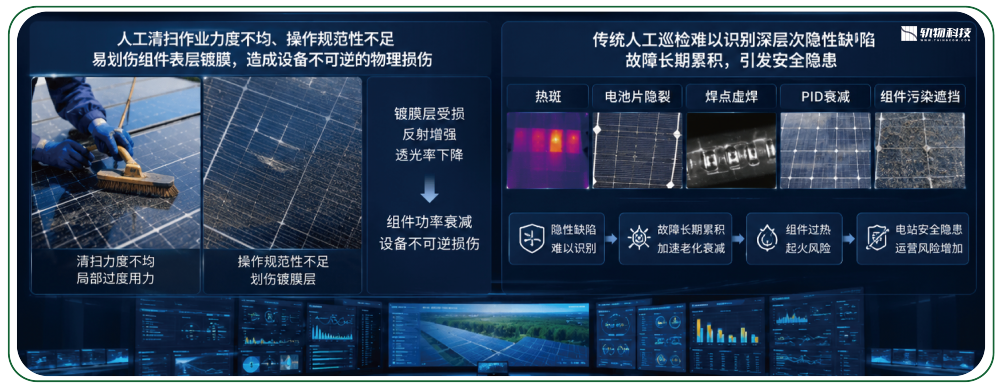 人工清扫作业力度不均、操作规范性不足
易划伤组件表层镀膜，造成设备不可逆的物理损伤
清扫力度不均
局部过度用力
操作规范性不足
划伤镀膜层
镀膜层受损
反射增强
透光率下降
组件功率衰减
设备不可逆损伤
轨物科技
传统人工巡检难以识别深层次隐性缺陷
故障长期累积，引发安全隐患
热斑
电池片隐裂
焊点虚焊
PID衰减
组件污染遮挡
隐性缺陷
难以识别
故障长期累积
加速老化衰减
组件过热
起火风险
电站安全隐患
运营风险增加